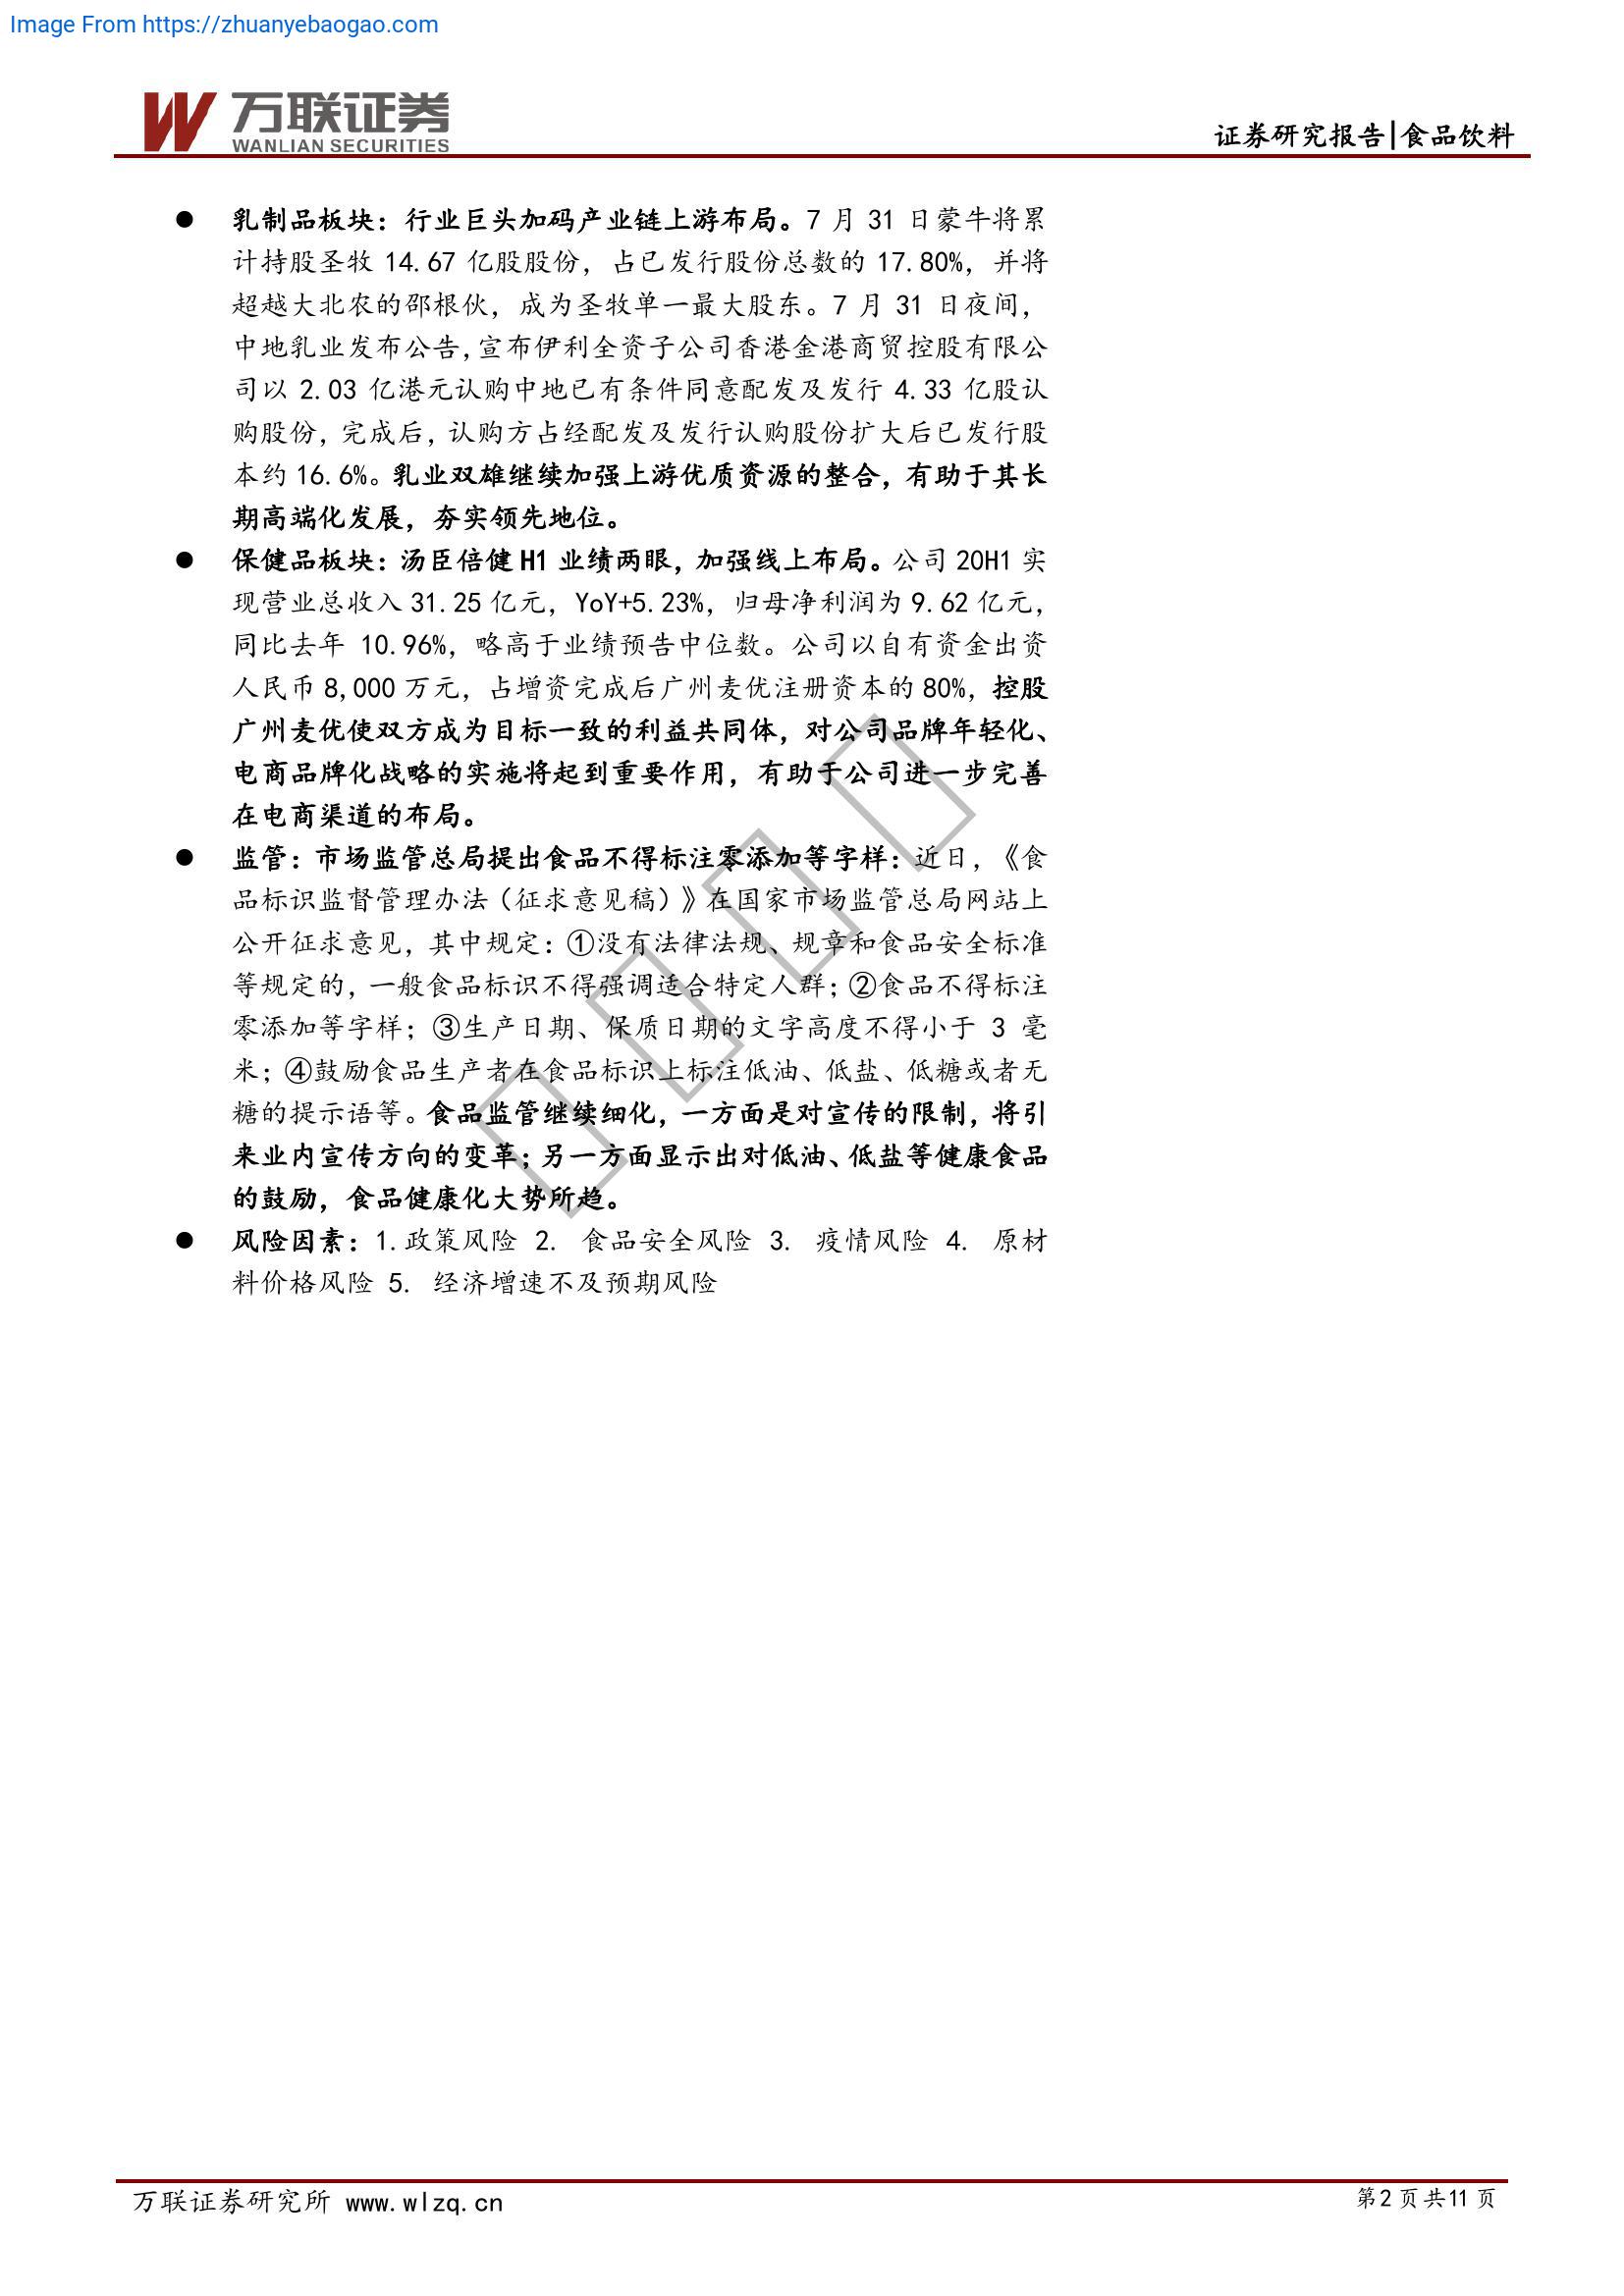 Image From https://zhuanyebaogao.com
万联证券
WANLIAN SECURITIES
证券研究报告|食品饮料
● 乳制品板块：行业巨头加码产业链上游布局。7 月 31 日蒙牛将累
计持股圣牧 14.67 亿股股份，占已发行股份总数的 17.80%，并将
超越大北农的邵根伙，成为圣牧单一最大股东。7 月 31 日夜间，
中地乳业发布公告，宣布伊利全资子公司香港金港商贸控股有限公
司以 2.03 亿港元认购中地已有条件同意配发及发行 4.33 亿股认
购股份，完成后，认购方占经配发及发行认购股份扩大后已发行股
本约 16.6%。乳业双雄继续加强上游优质资源的整合，有助于其长
期高端化发展，夯实领先地位。
● 保健品板块：汤臣倍健 H1 业绩两眼，加强线上布局。公司 20H1 实
现营业总收入 31.25 亿元，YoY+5.23%，归母净利润为 9.62 亿元，
同比去年 10.96%，略高于业绩预告中位数。公司以自有资金出资
人民币 8,000 万元，占增资完成后广州麦优注册资本的 80%，控股
广州麦优使双方成为目标一致的利益共同体，对公司品牌年轻化、
电商品牌化战略的实施将起到重要作用，有助于公司进一步完善
在电商渠道的布局。
● 监管：市场监管总局提出食品不得标注零添加等字样：近日，《食
品标识监督管理办法（征求意见稿）》在国家市场监管总局网站上
公开征求意见，其中规定：①没有法律法规、规章和食品安全标准
等规定的，一般食品标识不得强调适合特定人群；②食品不得标注
零添加等字样；③生产日期、保质日期的文字高度不得小于 3 毫
米；④鼓励食品生产者在食品标识上标注低油、低盐、低糖或者无
糖的提示语等。食品监管继续细化，一方面是对宣传的限制，将引
来业内宣传方向的变革；另一方面显示出对低油、低盐等健康食品
的鼓励，食品健康化大势所趋。
● 风险因素：1.政策风险 2. 食品安全风险 3. 疫情风险 4. 原材
料价格风险 5. 经济增速不及预期风险
万联证券研究所 www.wlzq.cn
第 2 页 共 11 页